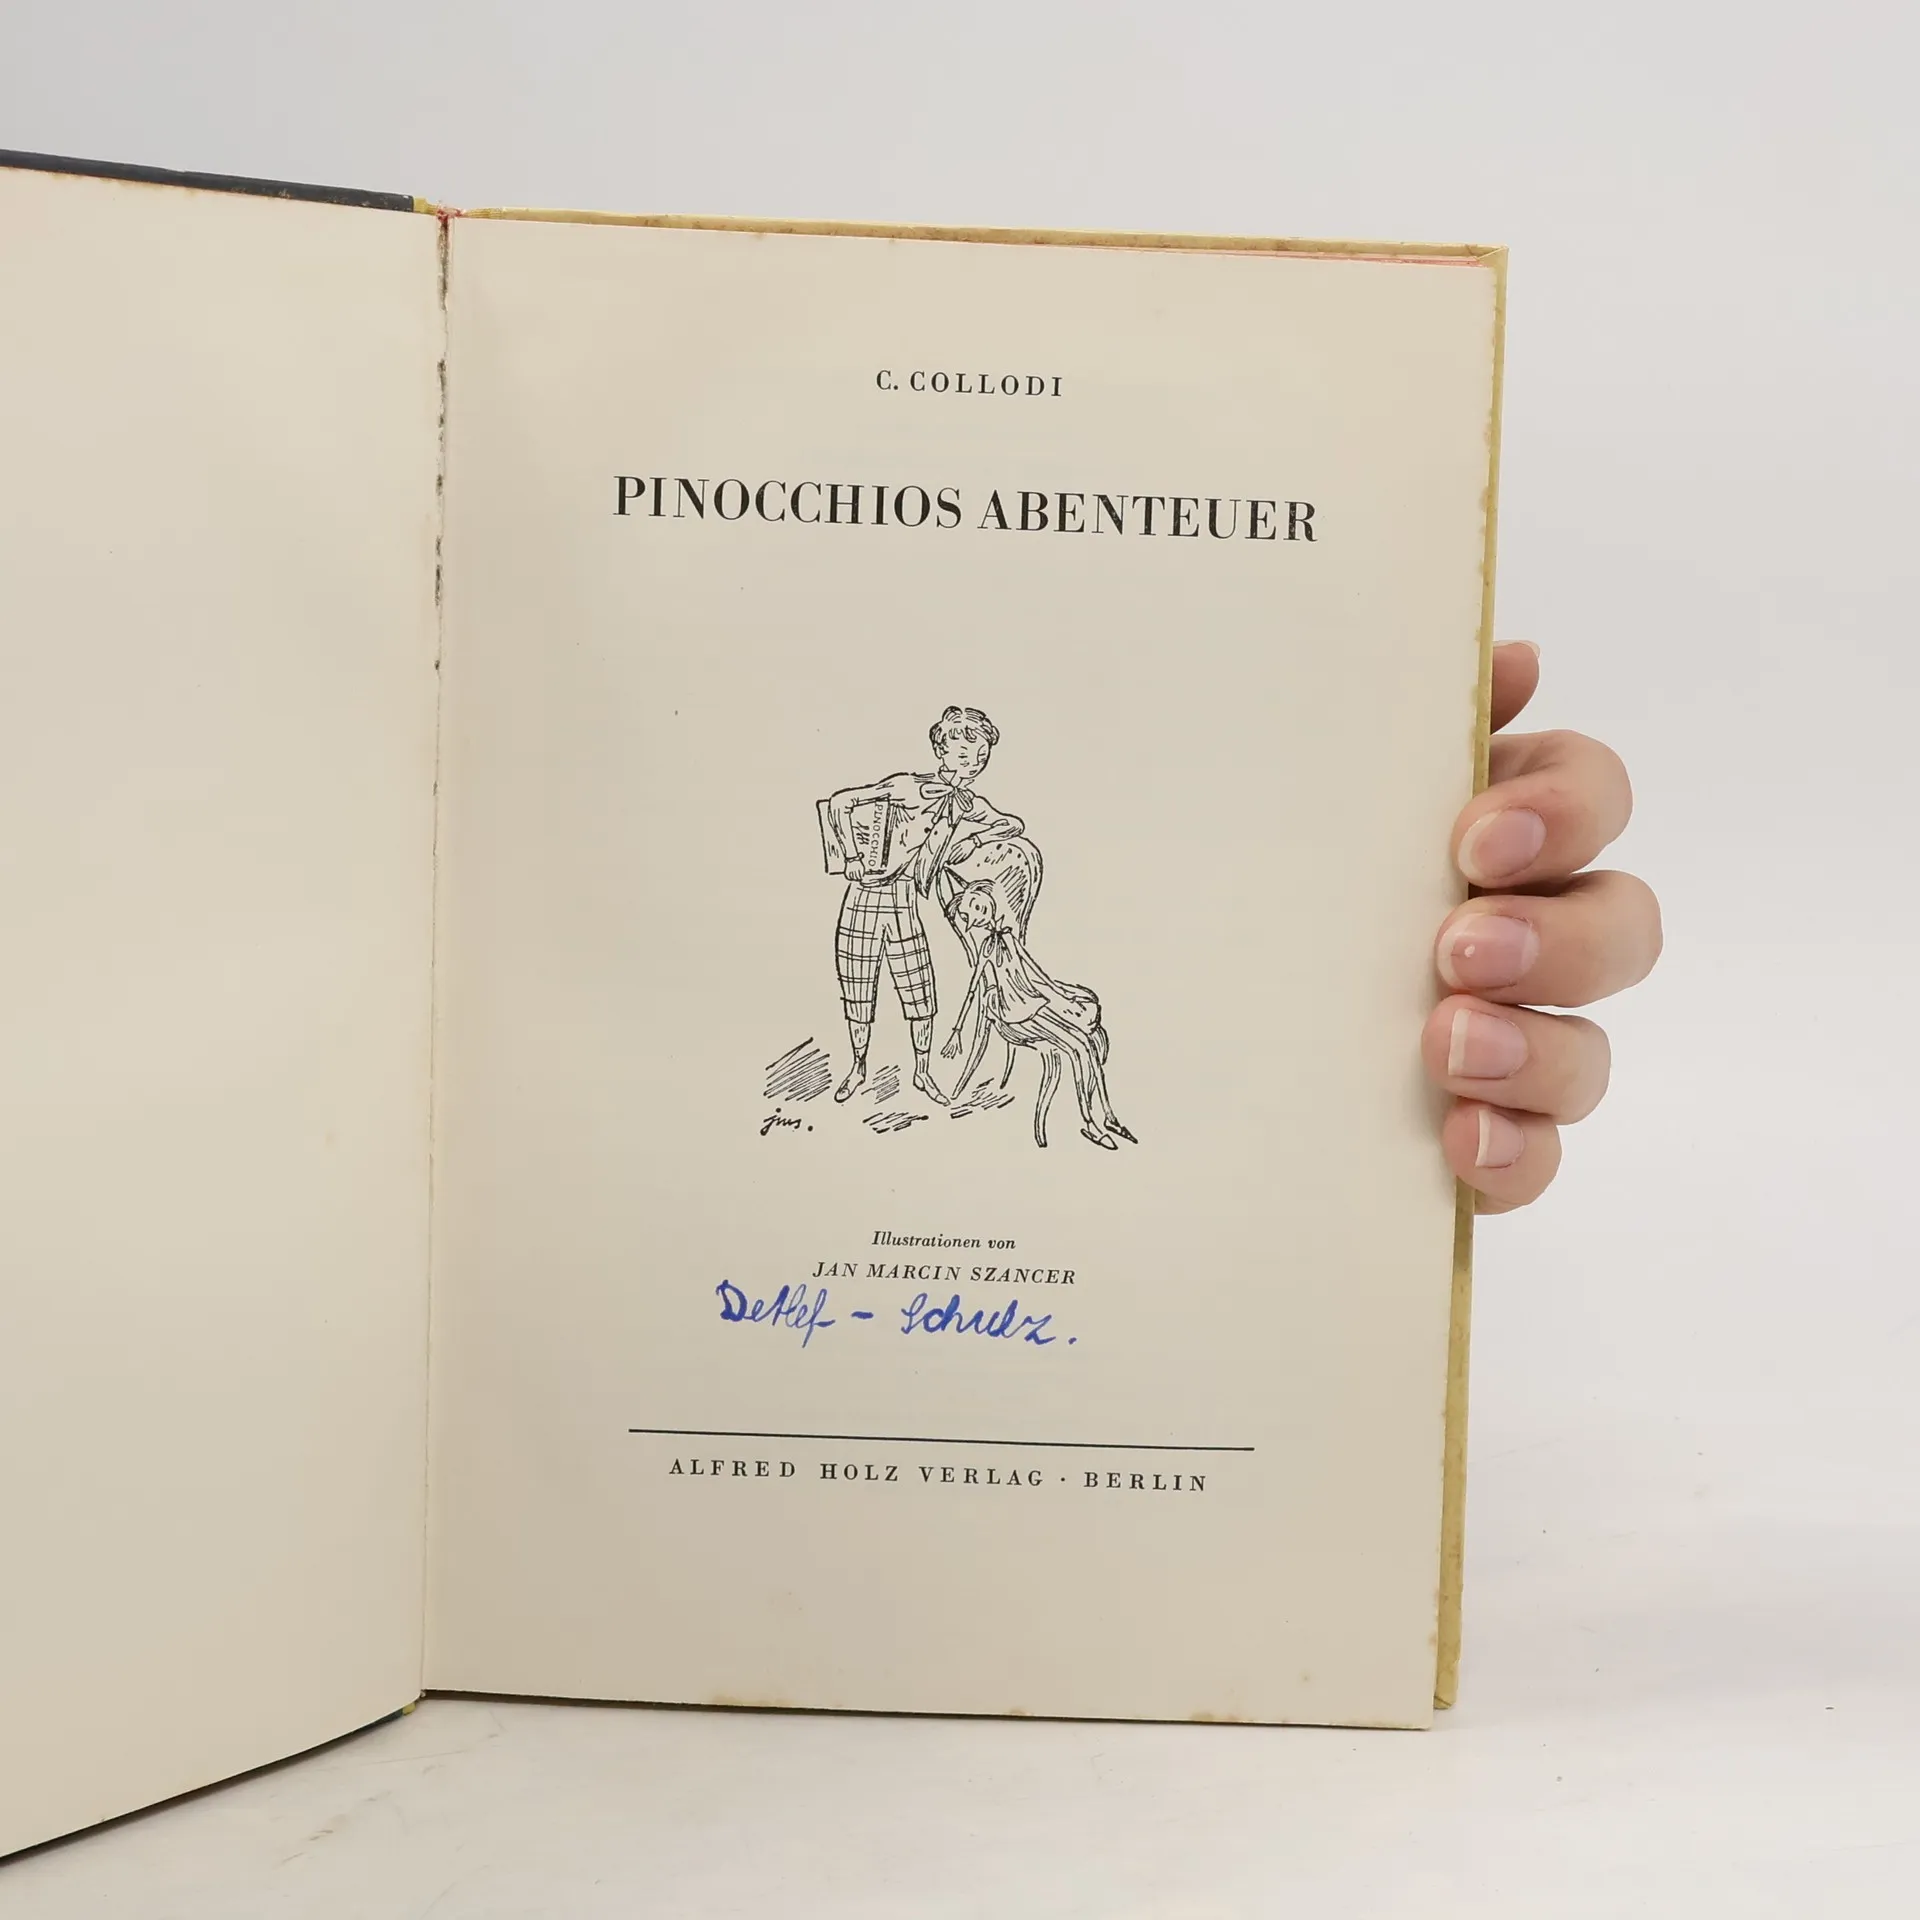 C. COLLODI
PINOCCHIOS ABENTEUER
PINOCCHIO
jms.
Illustrationen von
JAN MARCIN SZANCER
Detlef - Schulz.
ALFRED HOLZ VERLAG · BERLIN